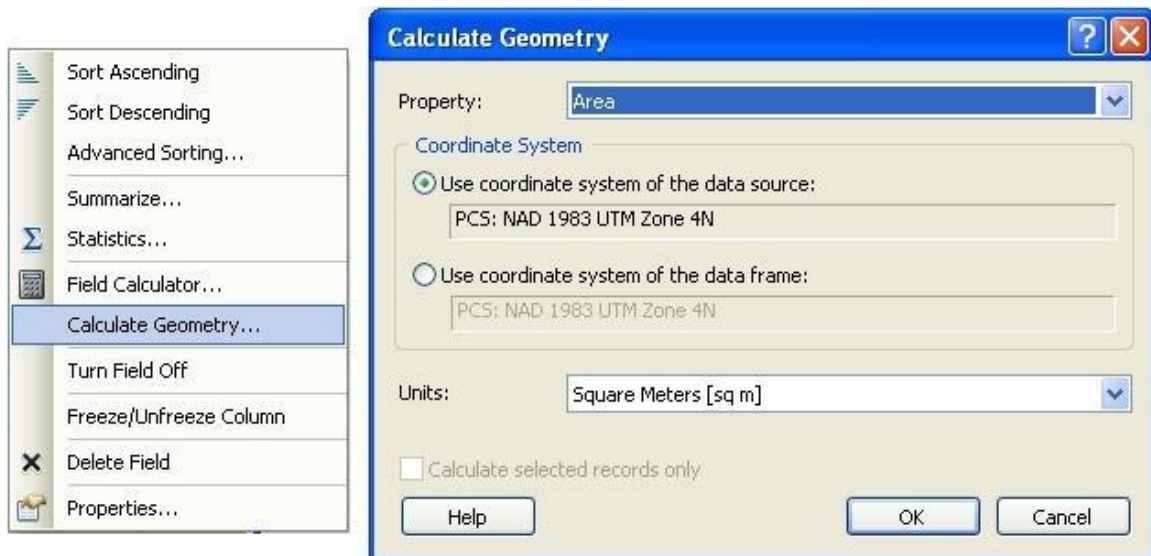 Sort Ascending
Sort Descending
Advanced Sorting...
Summarize...
Σ Statistics...
Field Calculator...
Calculate Geometry...
Turn Field Off
Freeze/Unfreeze Column
Delete Field
Properties...
Calculate Geometry
Property: Area
Coordinate System
Use coordinate system of the data source:
PCS: NAD 1983 UTM Zone 4N
Use coordinate system of the data frame:
PCS: NAD 1983 UTM Zone 4N
Units: Square Meters [sq m]
Calculate selected records only
Help OK Cancel